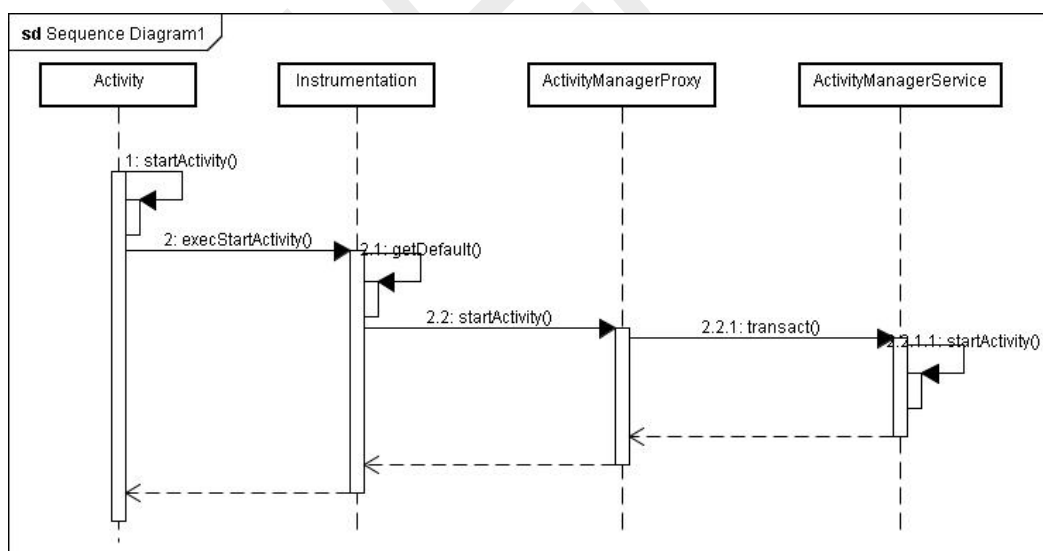 sd Sequence Diagram1
Activity
Instrumentation
ActivityManagerProxy
ActivityManagerService
1: startActivity()
2: execStartActivity()
2.1: getDefault()
2.2: startActivity()
2.2.1: transact()
2.2.1.1: startActivity()